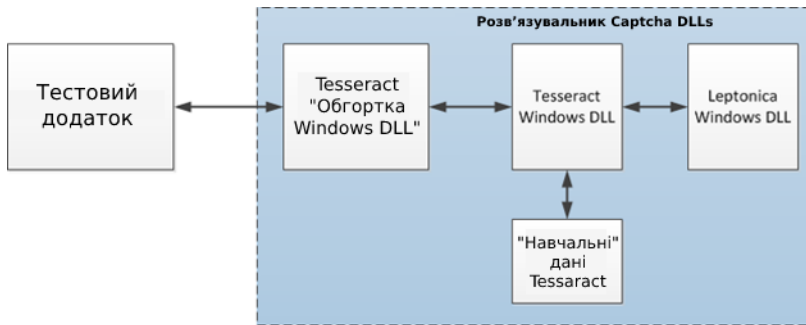 Розв’язувальник Captcha DLLs
Тестовий
додаток
Tesseract
"Обгортка
Windows DLL"
Tesseract
Windows DLL
Leptonica
Windows DLL
"Навчальні"
дані
Tessaract